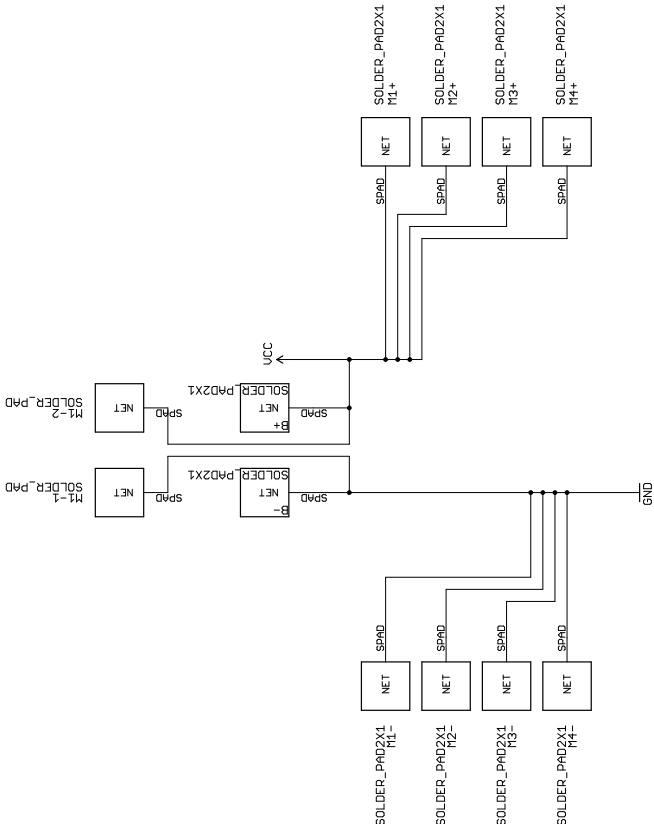 SOLDER_PAD2X1
M1+
SOLDER_PAD2X1
M2+
SOLDER_PAD2X1
M3+
SOLDER_PAD2X1
M4+
NET
NET
NET
NET
SPAD
SPAD
SPAD
SPAD
VCC
M1-2
SOLDER_PAD
NET
SPAD
SOLDER_PAD2X1
NET
SPAD
B+
M1-1
SOLDER_PAD
NET
SPAD
SOLDER_PAD2X1
NET
SPAD
B-
GND
SPAD
SPAD
SPAD
SPAD
NET
NET
NET
NET
SOLDER_PAD2X1
M1-
SOLDER_PAD2X1
M2-
SOLDER_PAD2X1
M3-
SOLDER_PAD2X1
M4-